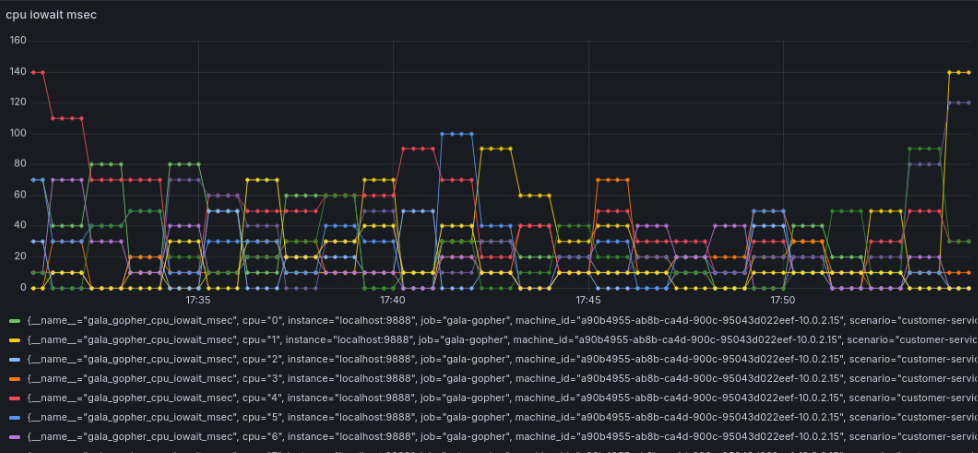 cpu iowait msec
160
140
120
100
80
60
40
20
0
17:35 17:40 17:45 17:50
{__name__="gala_gopher_cpu_iowait_msec", cpu="0", instance="localhost:9888", job="gala-gopher", machine_id="a90b4955-ab8b-ca4d-900c-95043d022eef-10.0.2.15", scenario="customer-servic
{__name__="gala_gopher_cpu_iowait_msec", cpu="1", instance="localhost:9888", job="gala-gopher", machine_id="a90b4955-ab8b-ca4d-900c-95043d022eef-10.0.2.15", scenario="customer-servic
{__name__="gala_gopher_cpu_iowait_msec", cpu="2", instance="localhost:9888", job="gala-gopher", machine_id="a90b4955-ab8b-ca4d-900c-95043d022eef-10.0.2.15", scenario="customer-servic
{__name__="gala_gopher_cpu_iowait_msec", cpu="3", instance="localhost:9888", job="gala-gopher", machine_id="a90b4955-ab8b-ca4d-900c-95043d022eef-10.0.2.15", scenario="customer-servic
{__name__="gala_gopher_cpu_iowait_msec", cpu="4", instance="localhost:9888", job="gala-gopher", machine_id="a90b4955-ab8b-ca4d-900c-95043d022eef-10.0.2.15", scenario="customer-servic
{__name__="gala_gopher_cpu_iowait_msec", cpu="5", instance="localhost:9888", job="gala-gopher", machine_id="a90b4955-ab8b-ca4d-900c-95043d022eef-10.0.2.15", scenario="customer-servic
{__name__="gala_gopher_cpu_iowait_msec", cpu="6", instance="localhost:9888", job="gala-gopher", machine_id="a90b4955-ab8b-ca4d-900c-95043d022eef-10.0.2.15", scenario="customer-servic